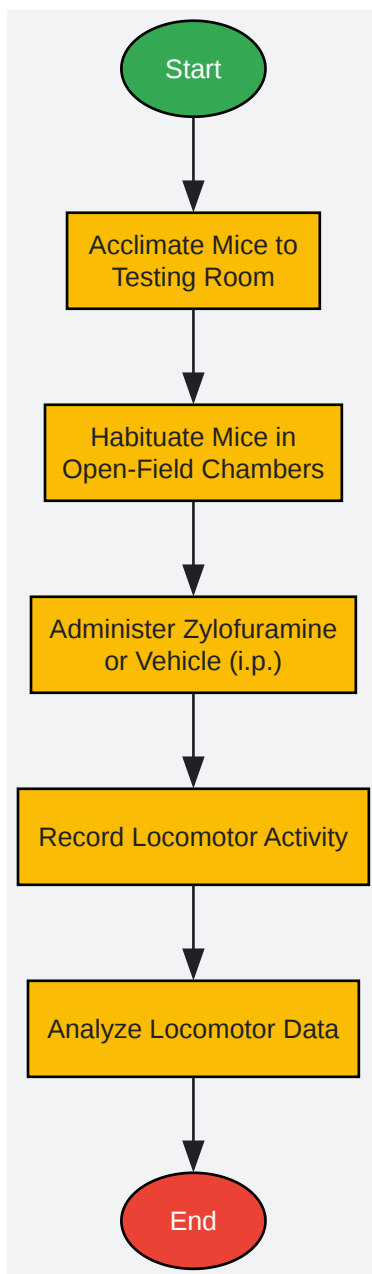 Start
Acclimate Mice to
Testing Room
Habituate Mice in
Open-Field Chambers
Administer Zylofuramine
or Vehicle (i.p.)
Record Locomotor Activity
Analyze Locomotor Data
End